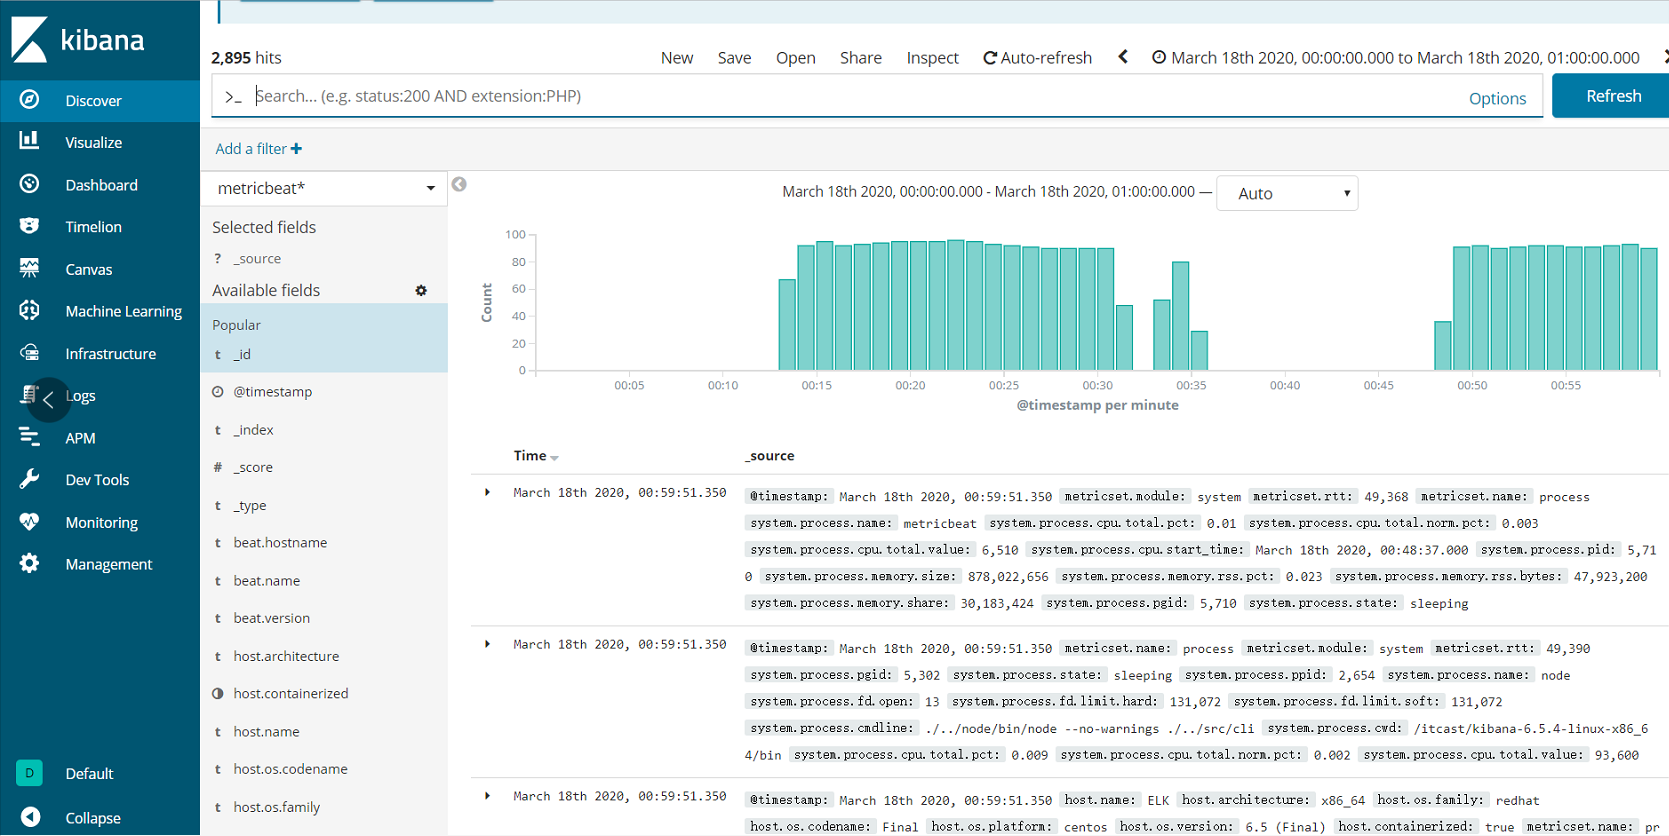 kibana
Discover
Visualize
Dashboard
Timelion
Canvas
Machine Learning
Infrastructure
Logs
APM
Dev Tools
Monitoring
Management
D Default
Collapse
2,895 hits
New Save Open Share Inspect Auto-refresh March 18th 2020, 00:00:00.000 to March 18th 2020, 01:00:00.000
>_ Search... (e.g. status:200 AND extension:PHP) Options Refresh
Add a filter +
metricbeat*
Selected fields
? _source
Available fields
Popular
t _id
@timestamp
t _index
# _score
t _type
t beat.hostname
t beat.name
t beat.version
t host.architecture
host.containerized
t host.name
t host.os.codename
t host.os.family
March 18th 2020, 00:00:00.000 - March 18th 2020, 01:00:00.000 — Auto
Count
100
80
60
40
20
0
00:05 00:10 00:15 00:20 00:25 00:30 00:35 00:40 00:45 00:50 00:55
@timestamp per minute
Time _source
March 18th 2020, 00:59:51.350 @timestamp: March 18th 2020, 00:59:51.350 metricset.module: system metricset.rtt: 49,368 metricset.name: process
system.process.name: metricbeat system.process.cpu.total.pct: 0.01 system.process.cpu.total.norm.pct: 0.003
system.process.cpu.total.value: 6,510 system.process.cpu.start_time: March 18th 2020, 00:48:37.000 system.process.pid: 5,71
0 system.process.memory.size: 878,022,656 system.process.memory.rss.pct: 0.023 system.process.memory.rss.bytes: 47,923,200
system.process.memory.share: 30,183,424 system.process.pgid: 5,710 system.process.state: sleeping
March 18th 2020, 00:59:51.350 @timestamp: March 18th 2020, 00:59:51.350 metricset.name: process metricset.module: system metricset.rtt: 49,390
system.process.pgid: 5,302 system.process.state: sleeping system.process.ppid: 2,654 system.process.name: node
system.process.fd.open: 13 system.process.fd.limit.hard: 131,072 system.process.fd.limit.soft: 131,072
system.process.cmdline: ./../node/bin/node --no-warnings ./../src/cli system.process.cwd: /itcast/kibana-6.5.4-linux-x86_6
4/bin system.process.cpu.total.pct: 0.009 system.process.cpu.total.norm.pct: 0.002 system.process.cpu.total.value: 93,600
March 18th 2020, 00:59:51.350 @timestamp: March 18th 2020, 00:59:51.350 host.name: ELK host.architecture: x86_64 host.os.family: redhat
host.os.codename: Final host.os.platform: centos host.os.version: 6.5 (Final) host.containerized: true metricset.name: pr